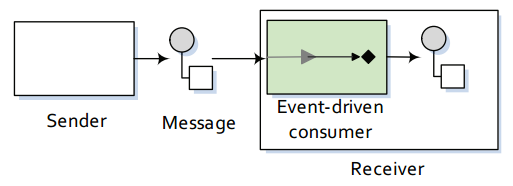 Sender
Message
Event-driven
consumer
Receiver